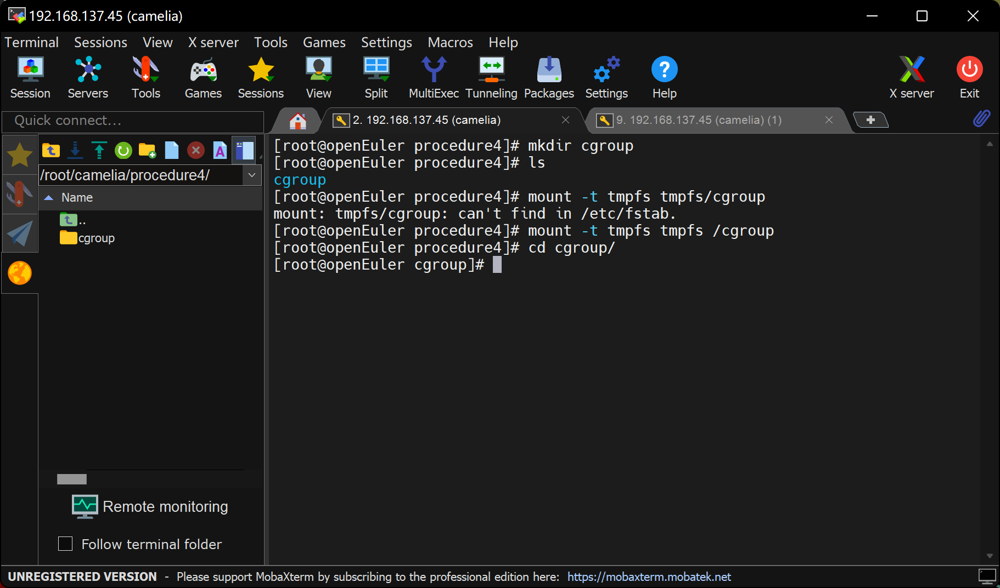 192.168.137.45 (camelia)
Terminal Sessions View X server Tools Games Settings Macros Help
Session Servers Tools Games Sessions View Split MultiExec Tunneling Packages Settings Help X server Exit
Quick connect...
2. 192.168.137.45 (camelia)
9. 192.168.137.45 (camelia) (1)
/root/camelia/procedure4/
Name
..
cgroup
Remote monitoring
Follow terminal folder
[root@openEuler procedure4]# mkdir cgroup
[root@openEuler procedure4]# ls
cgroup
[root@openEuler procedure4]# mount -t tmpfs tmpfs/cgroup
mount: tmpfs/cgroup: can't find in /etc/fstab.
[root@openEuler procedure4]# mount -t tmpfs tmpfs /cgroup
[root@openEuler procedure4]# cd cgroup/
[root@openEuler cgroup]#
UNREGISTERED VERSION - Please support MobaXterm by subscribing to the professional edition here: https://mobaxterm.mobatek.net